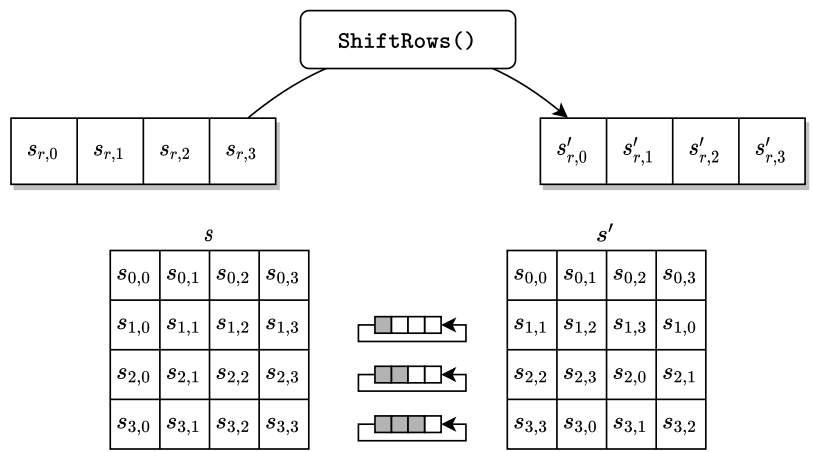 ShiftRows()
s_{r,0} s_{r,1} s_{r,2} s_{r,3} s'_{r,0} s'_{r,1} s'_{r,2} s'_{r,3}
s s'
s_{0,0} s_{0,1} s_{0,2} s_{0,3} s_{0,0} s_{0,1} s_{0,2} s_{0,3}
s_{1,0} s_{1,1} s_{1,2} s_{1,3} s_{1,1} s_{1,2} s_{1,3} s_{1,0}
s_{2,0} s_{2,1} s_{2,2} s_{2,3} s_{2,2} s_{2,3} s_{2,0} s_{2,1}
s_{3,0} s_{3,1} s_{3,2} s_{3,3} s_{3,3} s_{3,0} s_{3,1} s_{3,2}